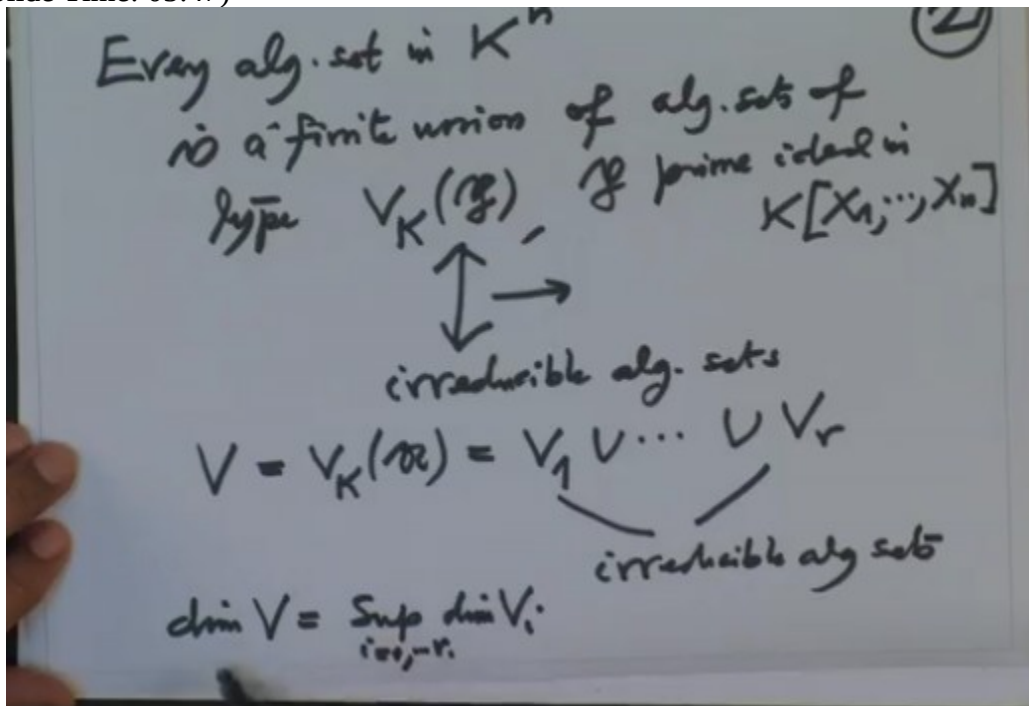 Every alg. set in K^n
②
is a finite union of alg. sets of
type V_K(𝔭), 𝔭 prime ideal in
K[X_1,...,X_n]
irreducible alg. sets
V = V_K(𝔞) = V_1 ∪ ... ∪ V_r
irreducible alg sets
dim V = Sup dim V_i